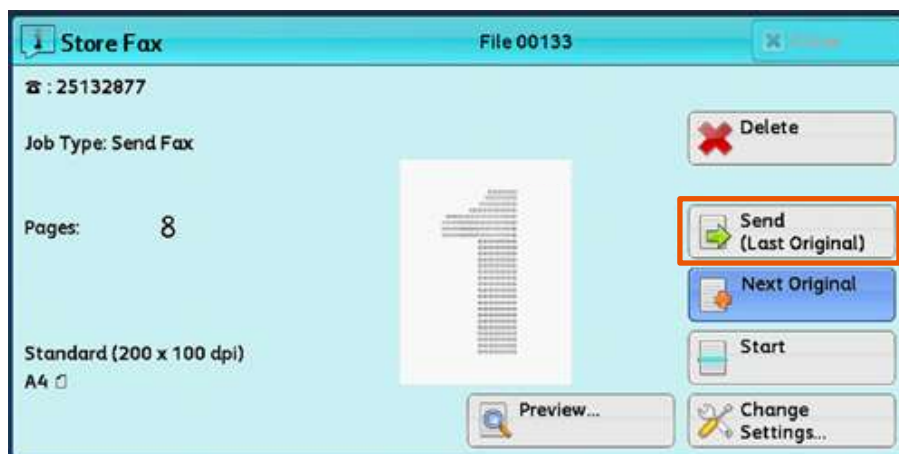 Store Fax
File 00133
☎ : 25132877
Job Type: Send Fax
Delete
Pages: 8
Send
(Last Original)
Next Original
Start
Standard (200 x 100 dpi)
A4
Preview...
Change
Settings...